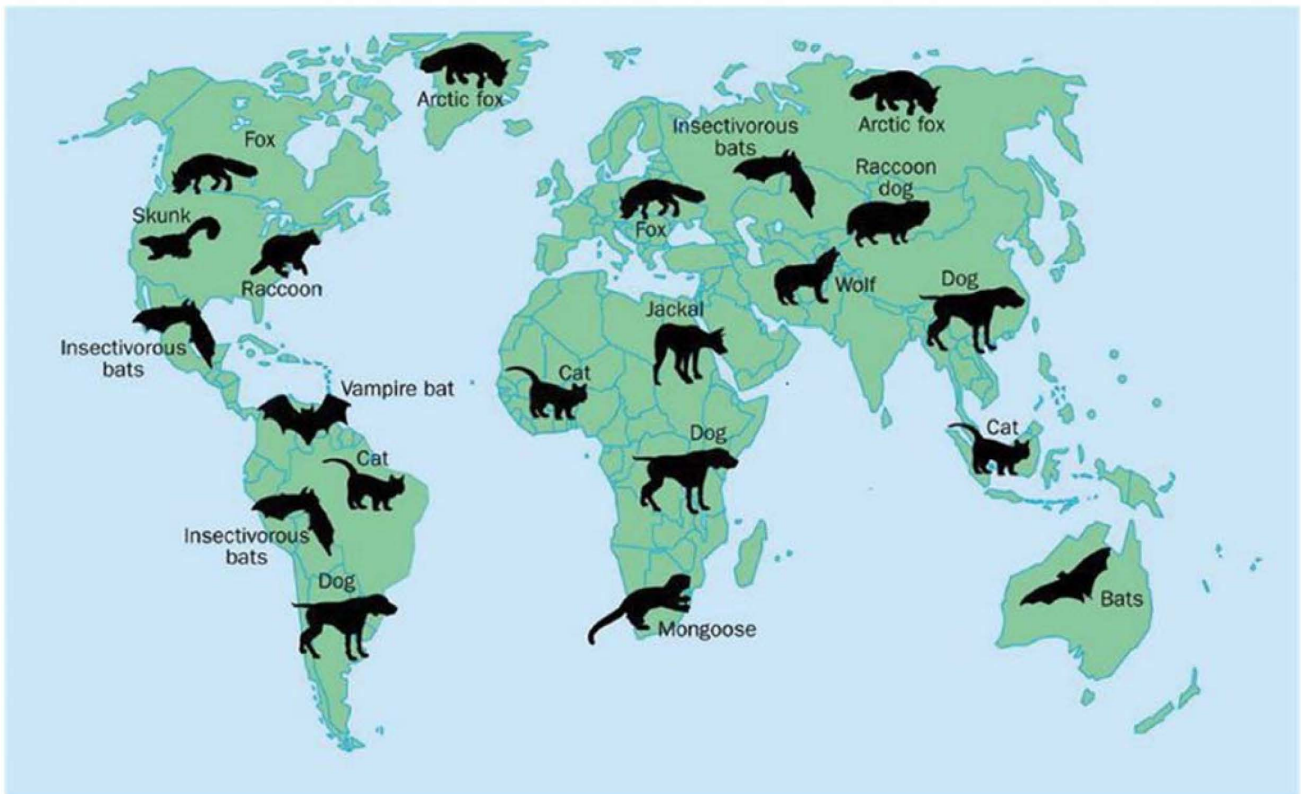 Arctic fox
Arctic fox
Insectivorous
bats
Fox
Raccoon
dog
Skunk
Fox
Raccoon
Wolf
Dog
Jackal
Insectivorous
bats
Cat
Vampire bat
Cat
Dog
Cat
Insectivorous
bats
Dog
Bats
Mongoose